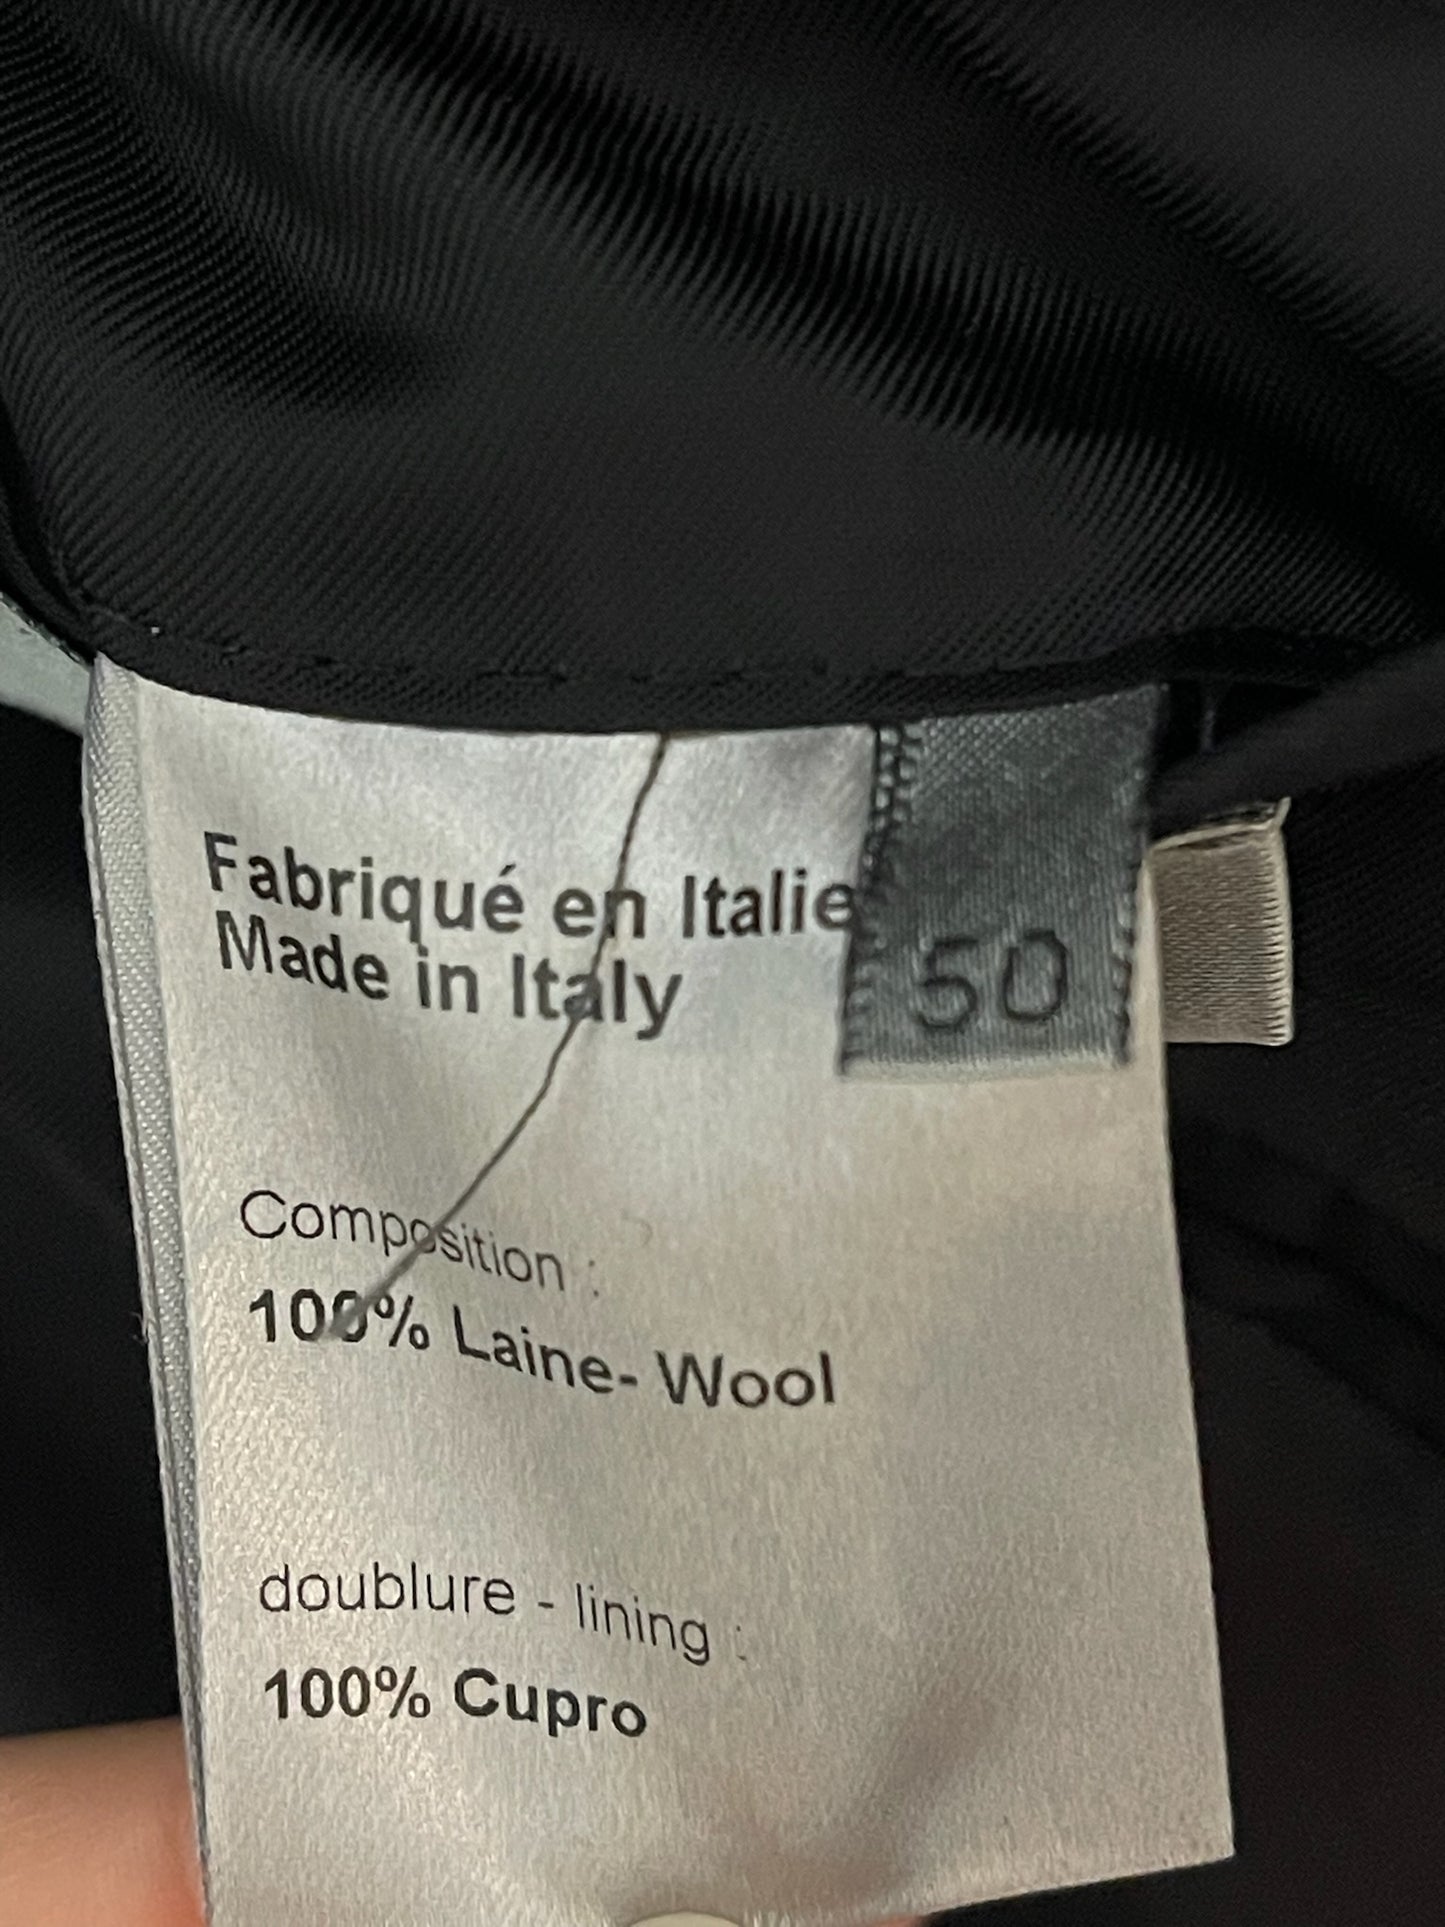 Fabriqué en Italie
Made in Italy
50
Composition :
100% Laine- Wool
doublure - lining :
100% Cupro